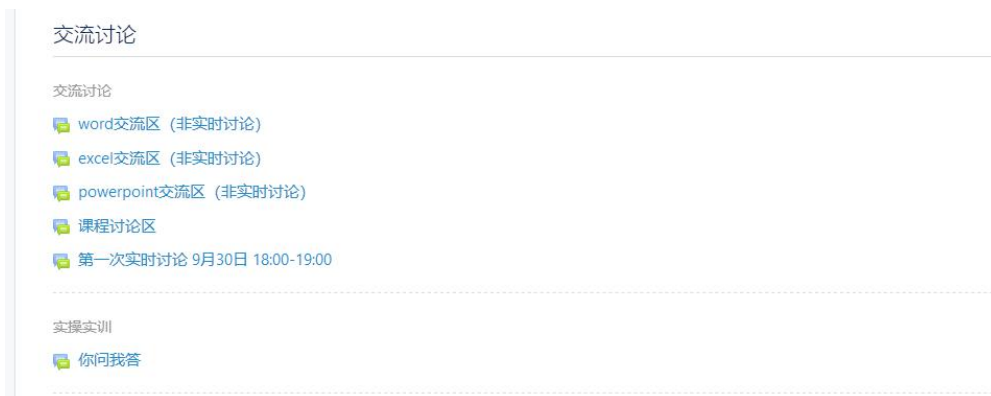 交流讨论
交流讨论
word交流区（非实时讨论）
excel交流区（非实时讨论）
powerpoint交流区（非实时讨论）
课程讨论区
第一次实时讨论 9月30日 18:00-19:00
实操实训
你问我答